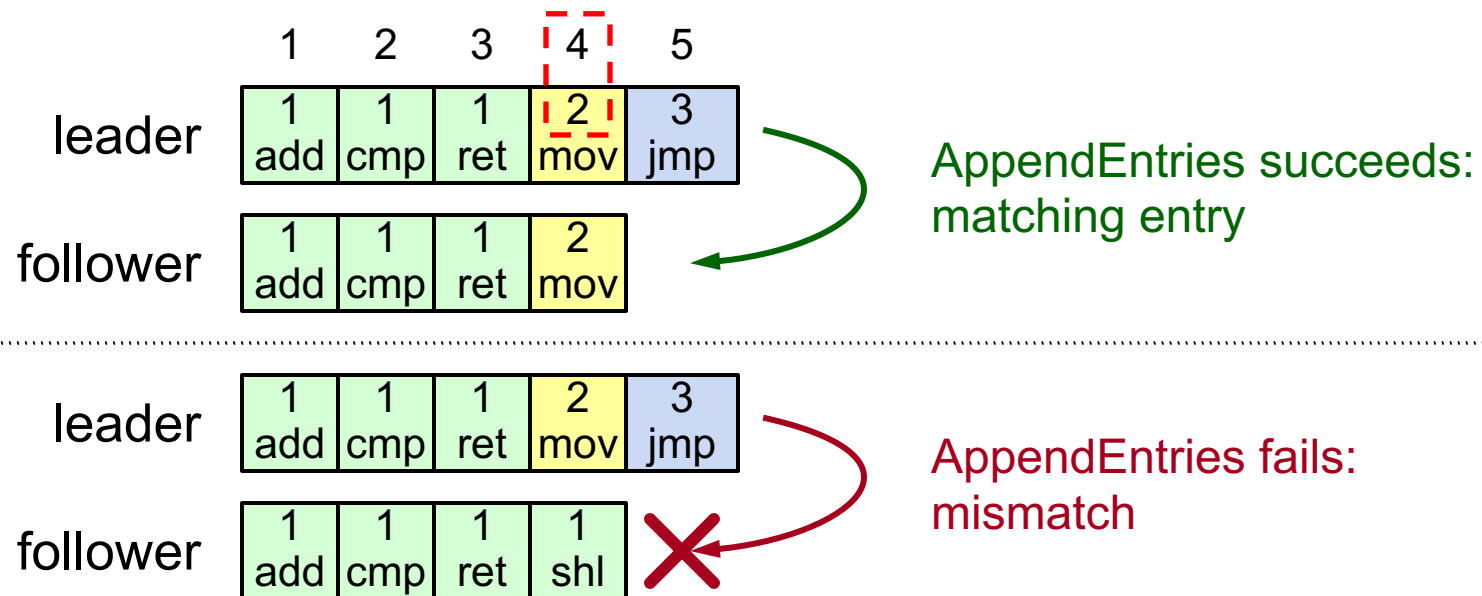 1 2 3 4 5
leader
1 1 1 2 3
add cmp ret mov jmp
AppendEntries succeeds:
matching entry
follower
1 1 1 2
add cmp ret mov
leader
1 1 1 2 3
add cmp ret mov jmp
AppendEntries fails:
mismatch
follower
1 1 1 1
add cmp ret shl